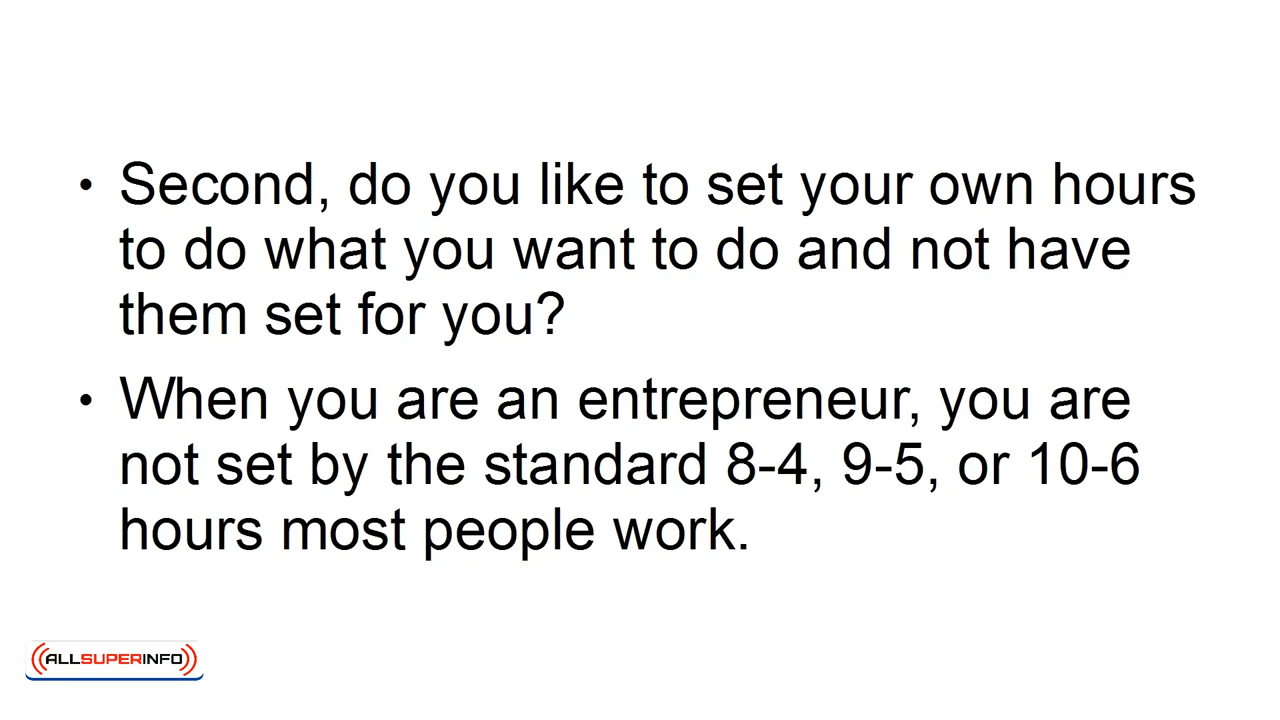 • Second, do you like to set your own hours
to do what you want to do and not have
them set for you?
• When you are an entrepreneur, you are
not set by the standard 8-4, 9-5, or 10-6
hours most people work.
ALLSUPERINFO